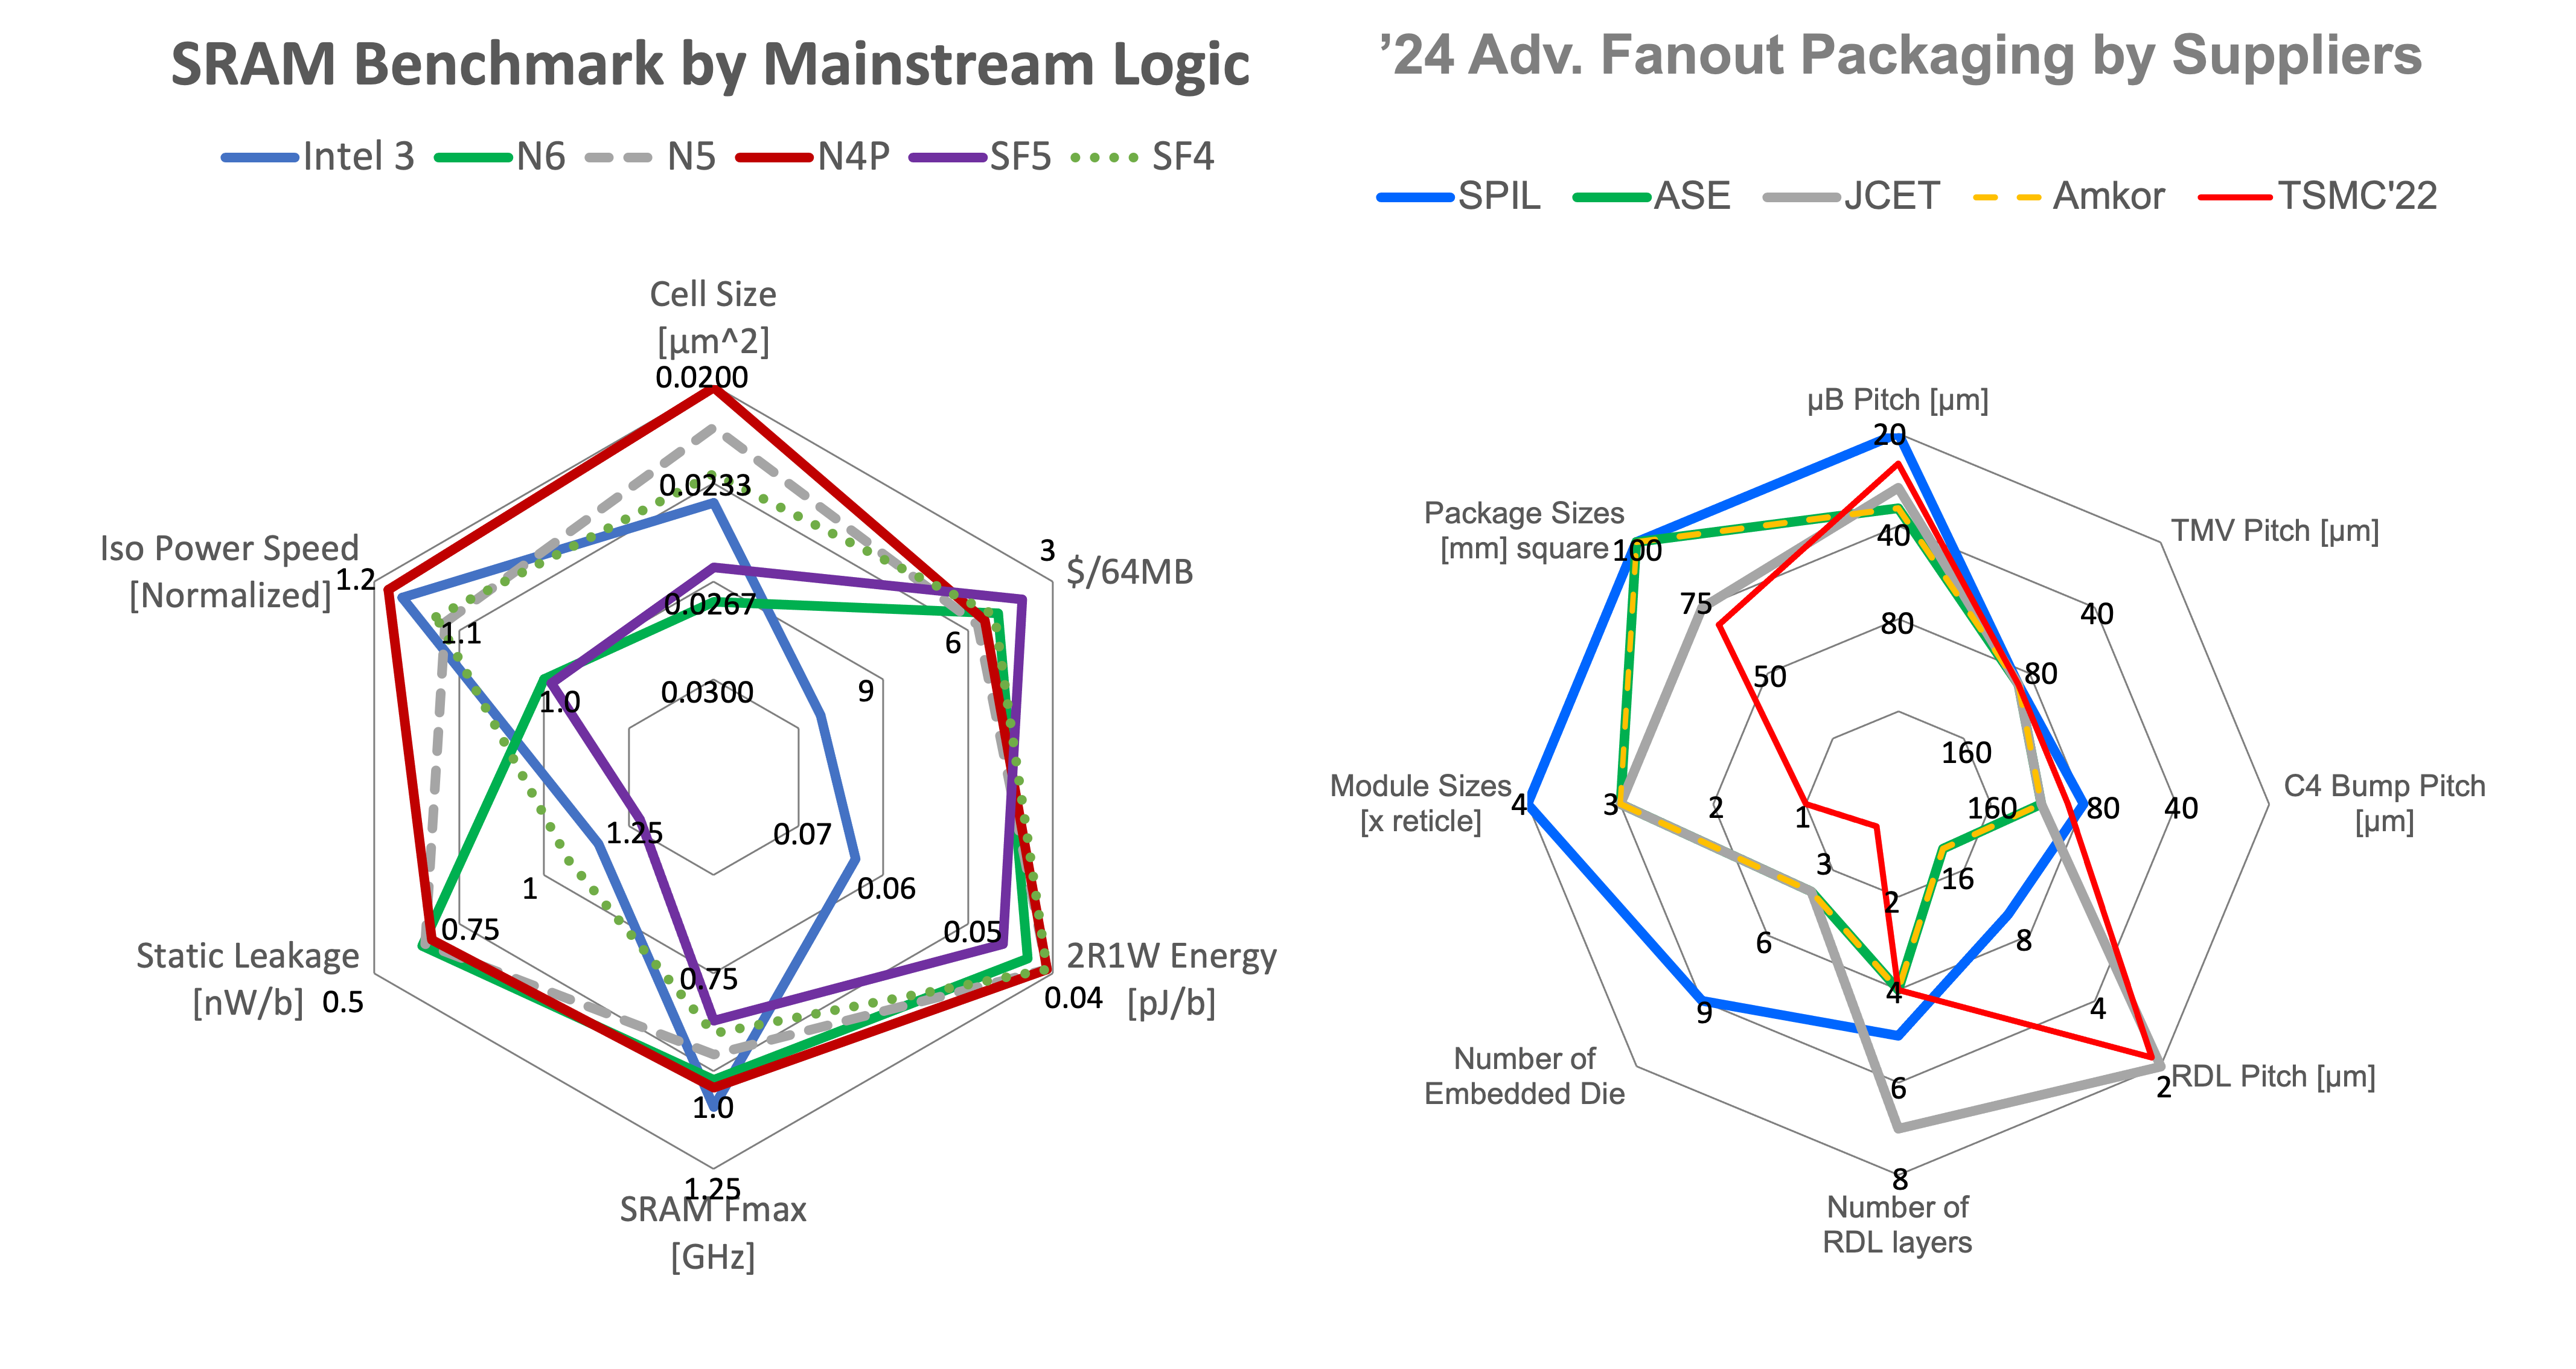 SRAM Benchmark by Mainstream Logic
Intel 3 N6 N5 N4P SF5 SF4
Cell Size
[µm^2]
0.0200
0.0233
0.0267
0.0300
3
$/64MB
6
9
Iso Power Speed
1.2
[Normalized]
1.1
1.0
1.25
0.07
1
0.06
0.75
0.05
Static Leakage
[nW/b] 0.5
2R1W Energy
0.04 [pJ/b]
0.75
1.0
1.25
SRAM Fmax
[GHz]
’24 Adv. Fanout Packaging by Suppliers
SPIL ASE JCET Amkor TSMC'22
µB Pitch [µm]
20
40
80
TMV Pitch [µm]
40
80
160
Package Sizes
[mm] square
100
75
50
Module Sizes
[x reticle]
4
3
2
1
160
80
40
C4 Bump Pitch
[µm]
3
6
9
16
8
4
2
RDL Pitch [µm]
2
4
6
8
Number of
Embedded Die
Number of
RDL layers